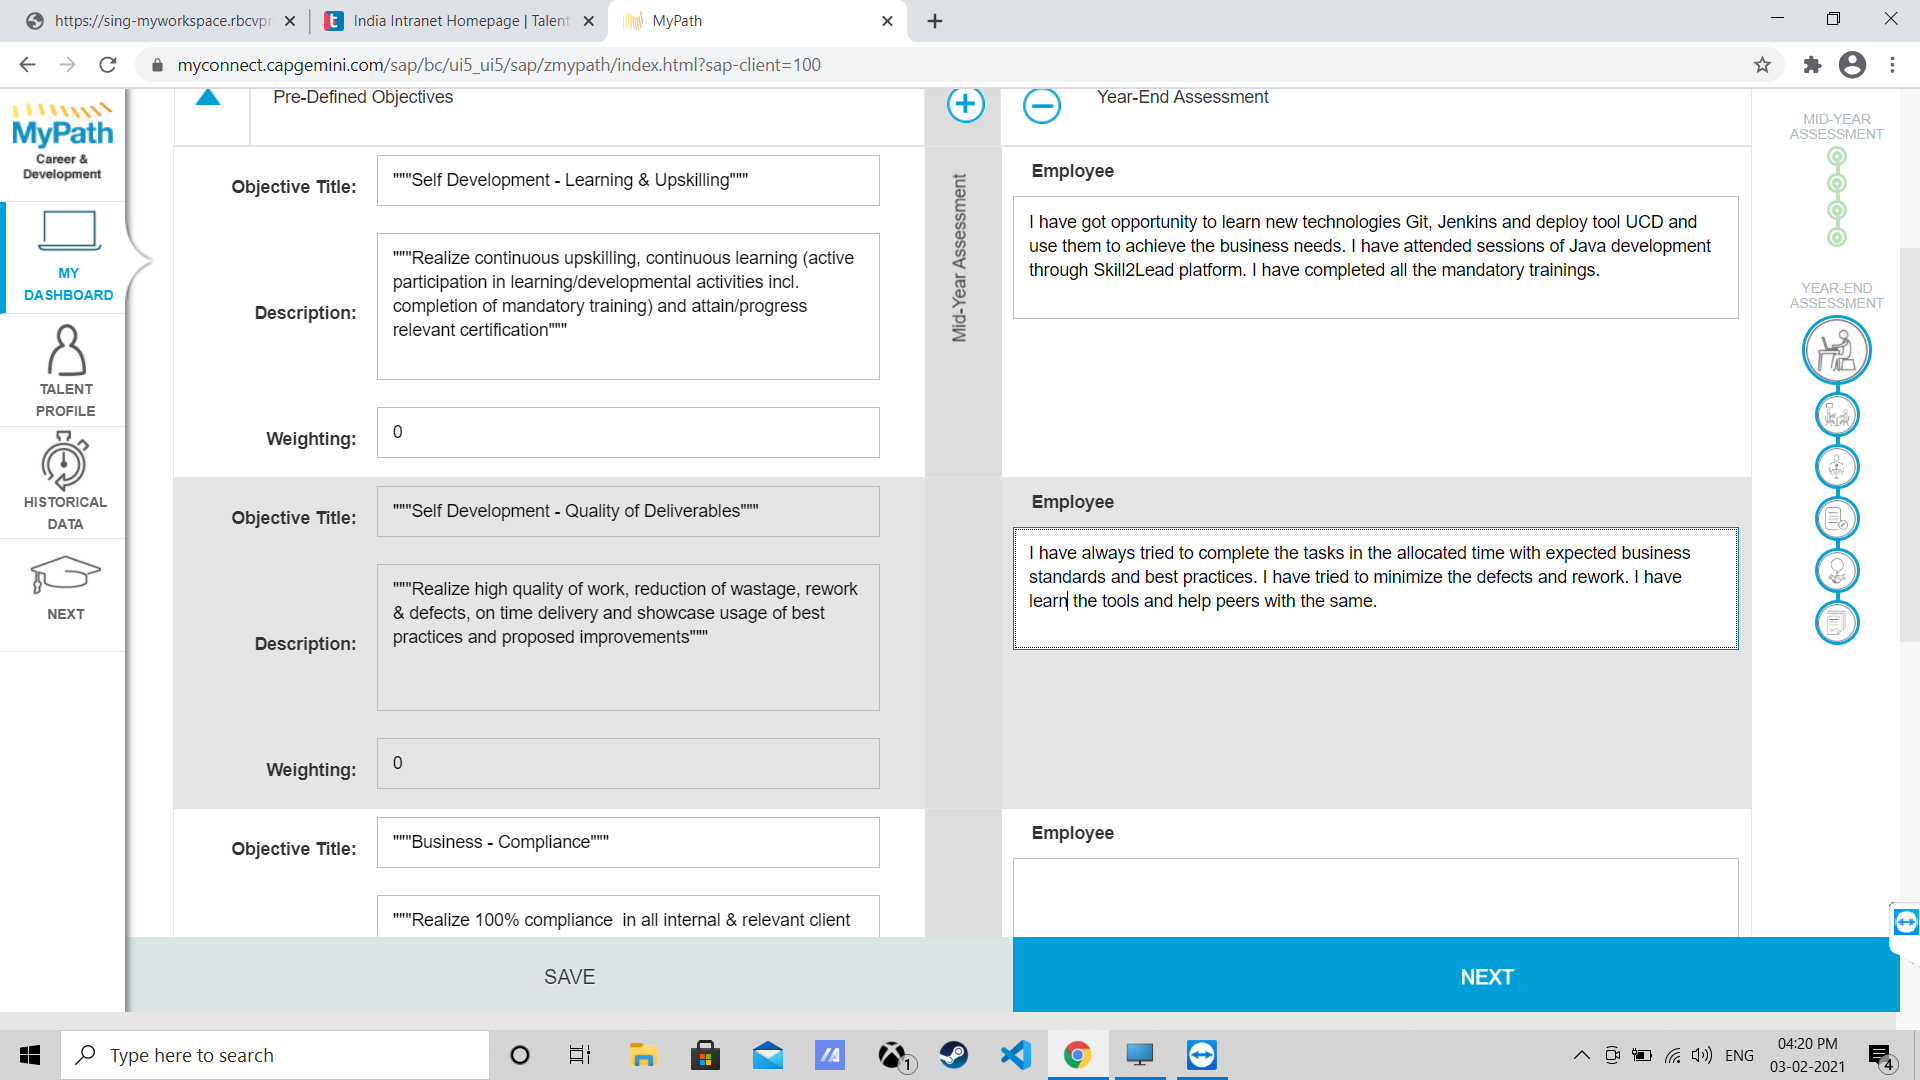 https://sing-myworkspace.rbcvpn
India Intranet Homepage | Talent
MyPath
myconnect.capgemini.com/sap/bc/ui5_ui5/sap/zmypath/index.html?sap-client=100
MyPath
Career &
Development
MY
DASHBOARD
TALENT
PROFILE
HISTORICAL
DATA
NEXT
Pre-Defined Objectives
Year-End Assessment
Mid-Year Assessment
Objective Title:
"""Self Development - Learning & Upskilling"""
Description:
"""Realize continuous upskilling, continuous learning (active
participation in learning/developmental activities incl.
completion of mandatory training) and attain/progress
relevant certification"""
Weighting:
0
Employee
I have got opportunity to learn new technologies Git, Jenkins and deploy tool UCD and
use them to achieve the business needs. I have attended sessions of Java development
through Skill2Lead platform. I have completed all the mandatory trainings.
Objective Title:
"""Self Development - Quality of Deliverables"""
Description:
"""Realize high quality of work, reduction of wastage, rework
& defects, on time delivery and showcase usage of best
practices and proposed improvements"""
Weighting:
0
Employee
I have always tried to complete the tasks in the allocated time with expected business
standards and best practices. I have tried to minimize the defects and rework. I have
learn the tools and help peers with the same.
Objective Title:
"""Business - Compliance"""
"""Realize 100% compliance  in all internal & relevant client
Employee
MID-YEAR
ASSESSMENT
YEAR-END
ASSESSMENT
SAVE
NEXT
Type here to search
1
ENG
04:20 PM
03-02-2021
4